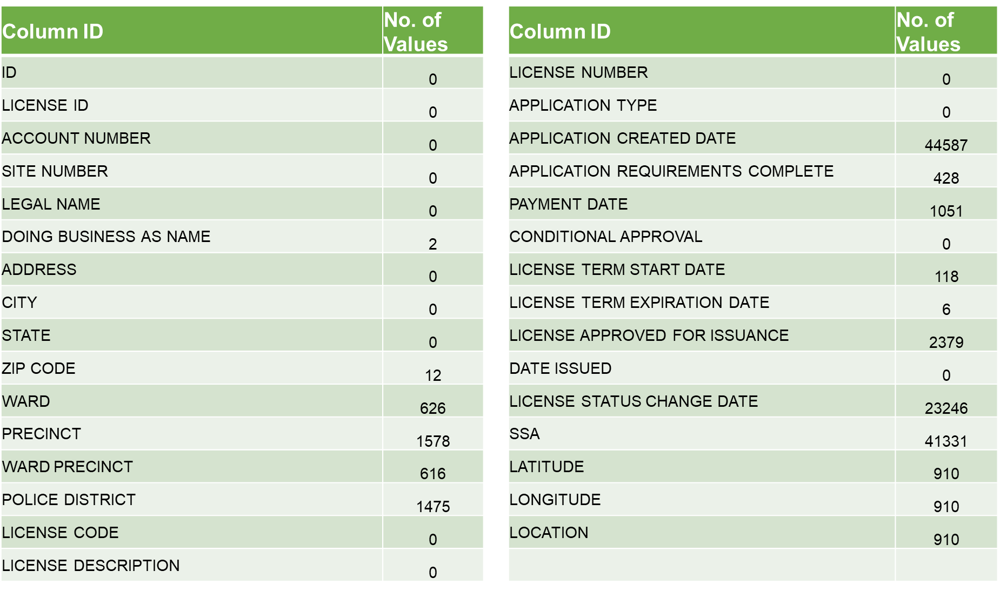 Column ID No. of
Values
ID 0
LICENSE ID 0
ACCOUNT NUMBER 0
SITE NUMBER 0
LEGAL NAME 0
DOING BUSINESS AS NAME 2
ADDRESS 0
CITY 0
STATE 0
ZIP CODE 12
WARD 626
PRECINCT 1578
WARD PRECINCT 616
POLICE DISTRICT 1475
LICENSE CODE 0
LICENSE DESCRIPTION 0
Column ID No. of
Values
LICENSE NUMBER 0
APPLICATION TYPE 0
APPLICATION CREATED DATE 44587
APPLICATION REQUIREMENTS COMPLETE 428
PAYMENT DATE 1051
CONDITIONAL APPROVAL 0
LICENSE TERM START DATE 118
LICENSE TERM EXPIRATION DATE 6
LICENSE APPROVED FOR ISSUANCE 2379
DATE ISSUED 0
LICENSE STATUS CHANGE DATE 23246
SSA 41331
LATITUDE 910
LONGITUDE 910
LOCATION 910